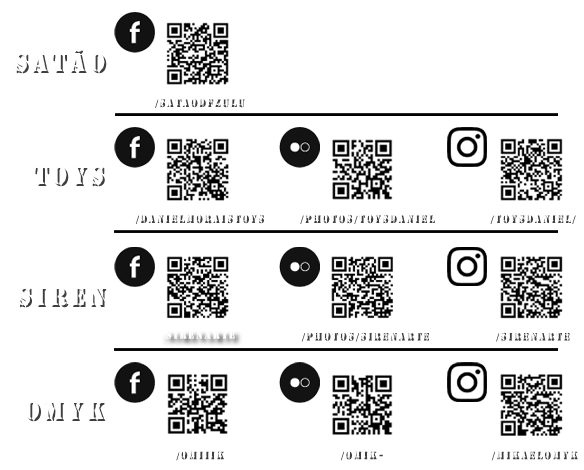 SATÃO
/SATAODFZULU
TOYS
/DANIELMORAISTOYS
/PHOTOS/TOYSDANIEL
/TOYSDANIEL/
SIREN
/PHOTOS/SIRENARTE
/SIRENARTE
OMYK
/OMIIIK
/OMIK-
/MIKAELOMYK